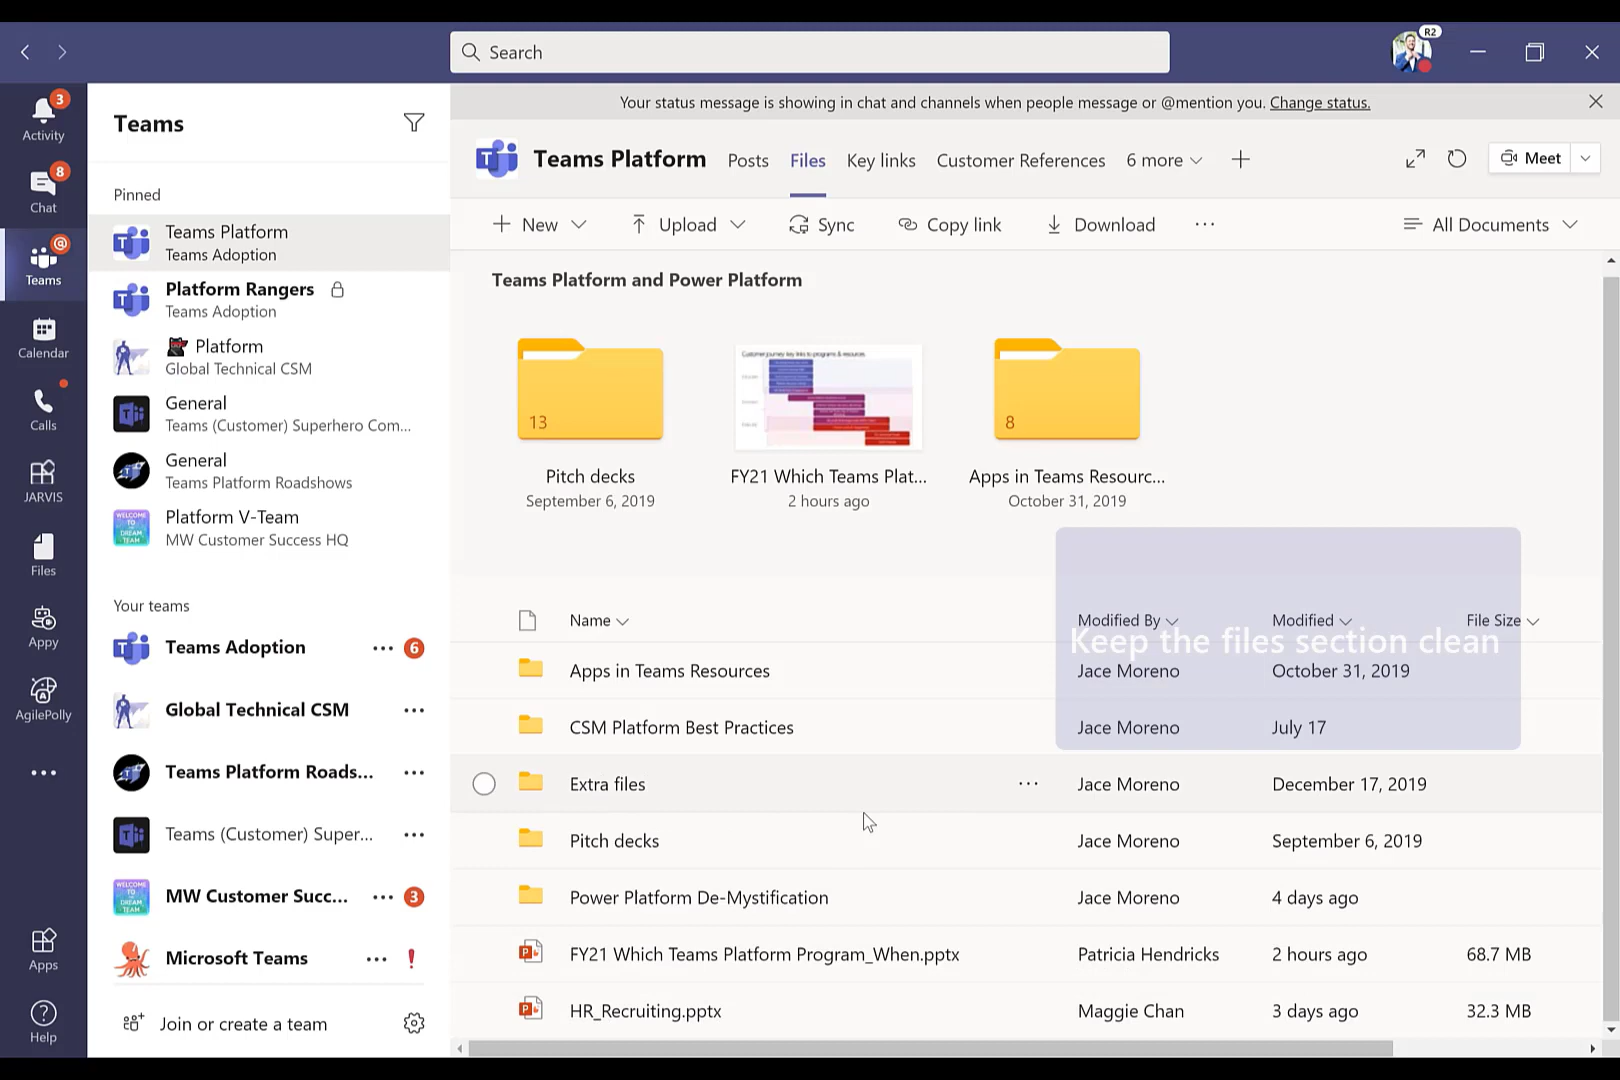 Search
R2
Your status message is showing in chat and channels when people message or @mention you. Change status.
3
Activity
8
Chat
@
Teams
Calendar
Calls
JARVIS
Files
Appy
AgilePolly
Apps
Help
Teams
Pinned
Teams Platform
Teams Adoption
Platform Rangers
Teams Adoption
Platform
Global Technical CSM
General
Teams (Customer) Superhero Com...
General
Teams Platform Roadshows
Platform V-Team
MW Customer Success HQ
Your teams
Teams Adoption ... 6
Global Technical CSM ...
Teams Platform Roads... ...
Teams (Customer) Super... ...
MW Customer Succ... ... 3
Microsoft Teams ... !
Join or create a team
Teams Platform Posts Files Key links Customer References 6 more
Meet
New Upload Sync Copy link Download ... All Documents
Teams Platform and Power Platform
13
Customer journey key links to programs & resources
8
Pitch decks
September 6, 2019
FY21 Which Teams Plat...
2 hours ago
Apps in Teams Resourc...
October 31, 2019
Name Modified By Modified File Size
Keep the files section clean
Apps in Teams Resources Jace Moreno October 31, 2019
CSM Platform Best Practices Jace Moreno July 17
Extra files ... Jace Moreno December 17, 2019
Pitch decks Jace Moreno September 6, 2019
Power Platform De-Mystification Jace Moreno 4 days ago
FY21 Which Teams Platform Program_When.pptx Patricia Hendricks 2 hours ago 68.7 MB
HR_Recruiting.pptx Maggie Chan 3 days ago 32.3 MB